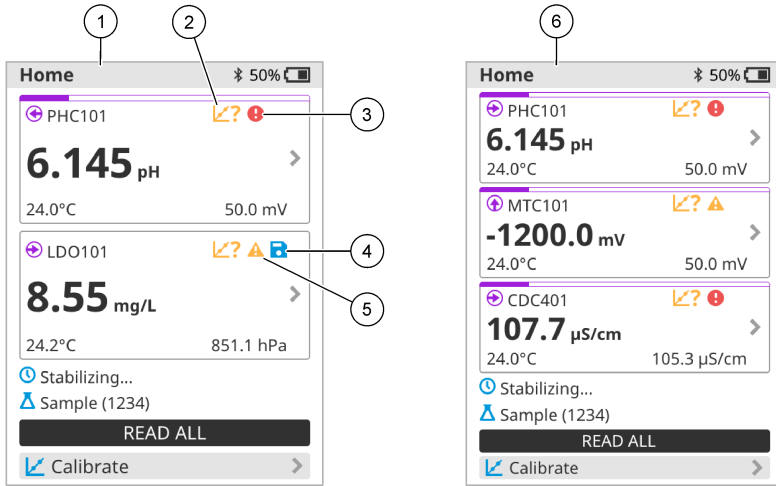 1
2
6
Home
50%
PHC101
?
3
6.145 pH
24.0°C
50.0 mV
LDO101
?
4
5
8.55 mg/L
24.2°C
851.1 hPa
Stabilizing...
Sample (1234)
READ ALL
Calibrate
Home
50%
PHC101
?
6.145 pH
24.0°C
50.0 mV
MTC101
?
-1200.0 mV
24.0°C
50.0 mV
CDC401
?
107.7 µS/cm
24.0°C
105.3 µS/cm
Stabilizing...
Sample (1234)
READ ALL
Calibrate